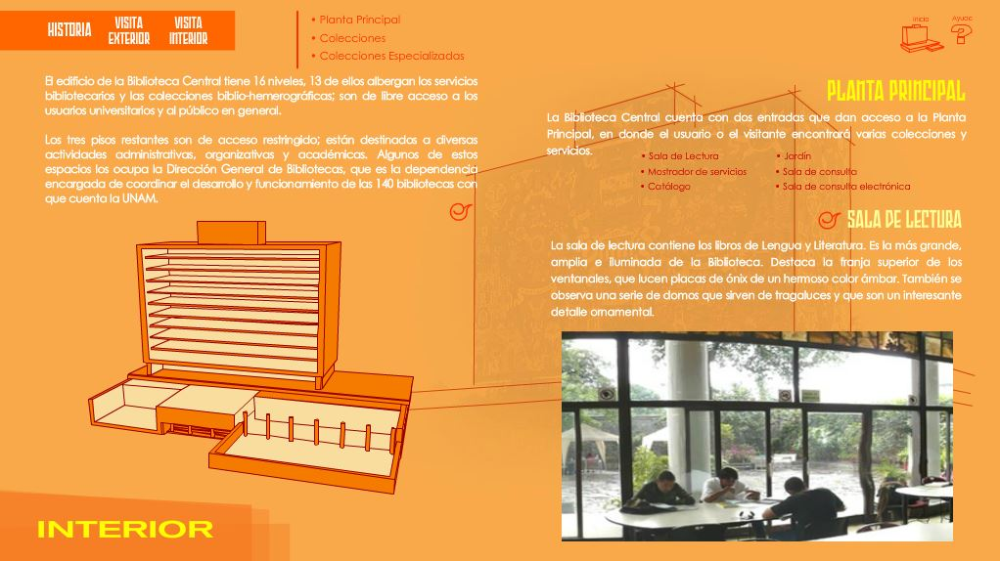 HISTORIA
VISITA
EXTERIOR
VISITA
INTERIOR
• Planta Principal
• Colecciones
• Colecciones Especializadas
Inicio
Ayuda
El edificio de la Biblioteca Central tiene 16 niveles, 13 de ellos albergan los servicios
bibliotecarios y las colecciones biblio-hemerográficas; son de libre acceso a los
usuarios universitarios y al público en general.
Los tres pisos restantes son de acceso restringido; están destinados a diversas
actividades administrativas, organizativas y académicas. Algunos de estos
espacios los ocupa la Dirección General de Bibliotecas, que es la dependencia
encargada de coordinar el desarrollo y funcionamiento de las 140 bibliotecas con
que cuenta la UNAM.
INTERIOR
PLANTA PRINCIPAL
La Biblioteca Central cuenta con dos entradas que dan acceso a la Planta
Principal, en donde el usuario o el visitante encontrará varias colecciones y
servicios.
• Sala de Lectura
• Mostrador de servicios
• Catálogo
• Jardín
• Sala de consulta
• Sala de consulta electrónica
SALA DE LECTURA
La sala de lectura contiene los libros de Lengua y Literatura. Es la más grande,
amplia e iluminada de la Biblioteca. Destaca la franja superior de los
ventanales, que lucen placas de ónix de un hermoso color ámbar. También se
observa una serie de domos que sirven de tragaluces y que son un interesante
detalle ornamental.